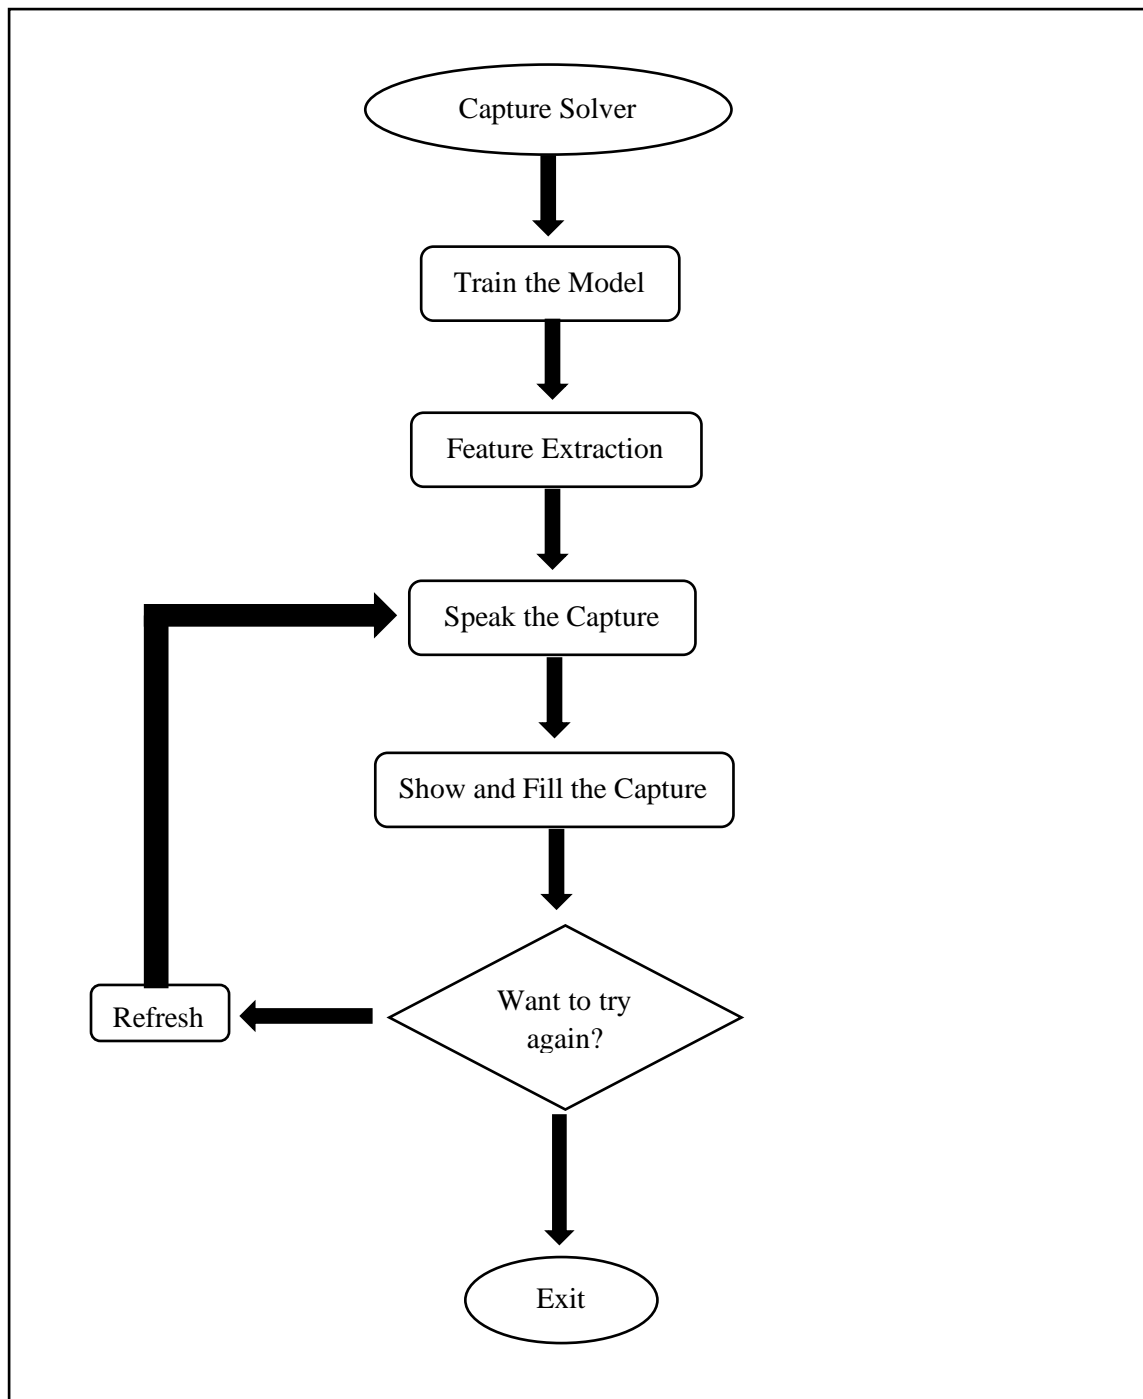 Capture Solver
Train the Model
Feature Extraction
Speak the Capture
Show and Fill the Capture
Want to try
again?
Refresh
Exit